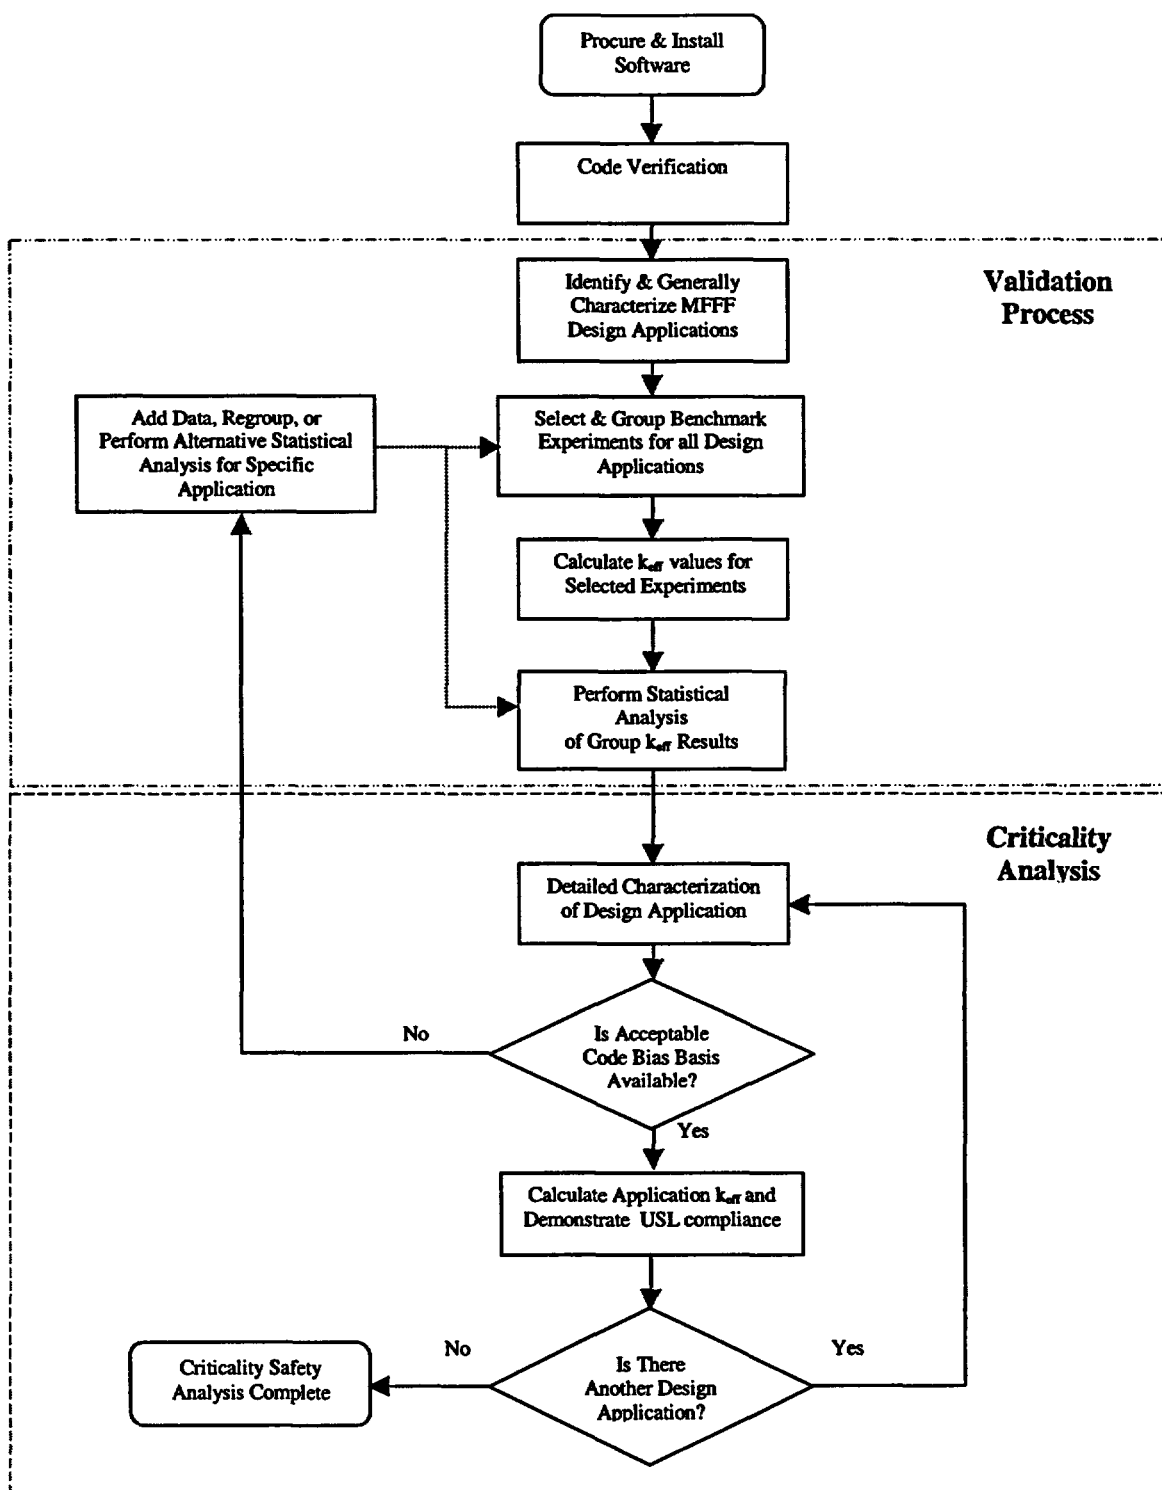 Procure & Install
Software
Code Verification
Validation
Process
Identify & Generally
Characterize MFFF
Design Applications
Add Data, Regroup, or
Perform Alternative Statistical
Analysis for Specific
Application
Select & Group Benchmark
Experiments for all Design
Applications
Calculate keff values for
Selected Experiments
Perform Statistical
Analysis
of Group keff Results
Criticality
Analysis
Detailed Characterization
of Design Application
No
Is Acceptable
Code Bias Basis
Available?
Yes
Calculate Application keff and
Demonstrate USL compliance
No
Yes
Is There
Another Design
Application?
Criticality Safety
Analysis Complete